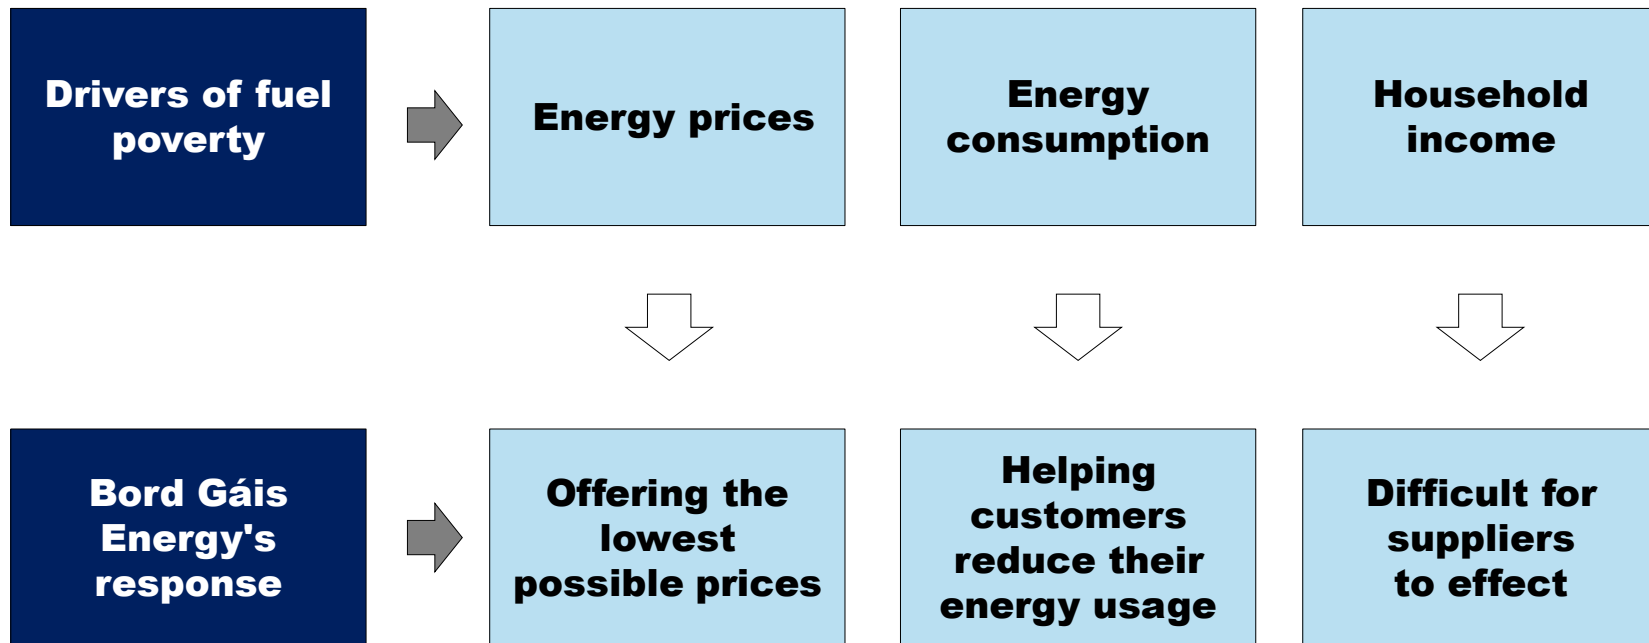 Drivers of fuel
poverty
Energy prices
Energy
consumption
Household
income
Bord Gáis
Energy's
response
Offering the
lowest
possible prices
Helping
customers
reduce their
energy usage
Difficult for
suppliers
to effect